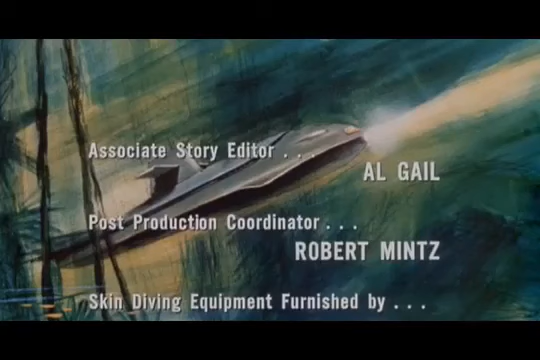 Associate Story Editor . . .
AL GAIL
Post Production Coordinator . . .
ROBERT MINTZ
Skin Diving Equipment Furnished by . . .